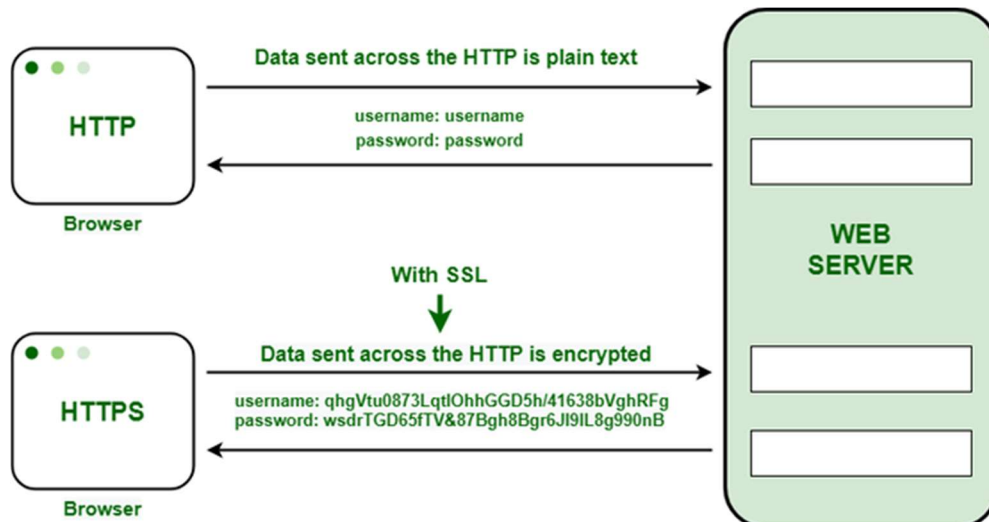 Data sent across the HTTP is plain text
HTTP
username: username
password: password
Browser
WEB
SERVER
With SSL
Data sent across the HTTP is encrypted
HTTPS
username: qhgVtu0873LqtIOhhGGD5h/41638bVghRFg
password: wsdrTGD65fTV&87Bgh8Bgr6JI9IL8g990nB
Browser